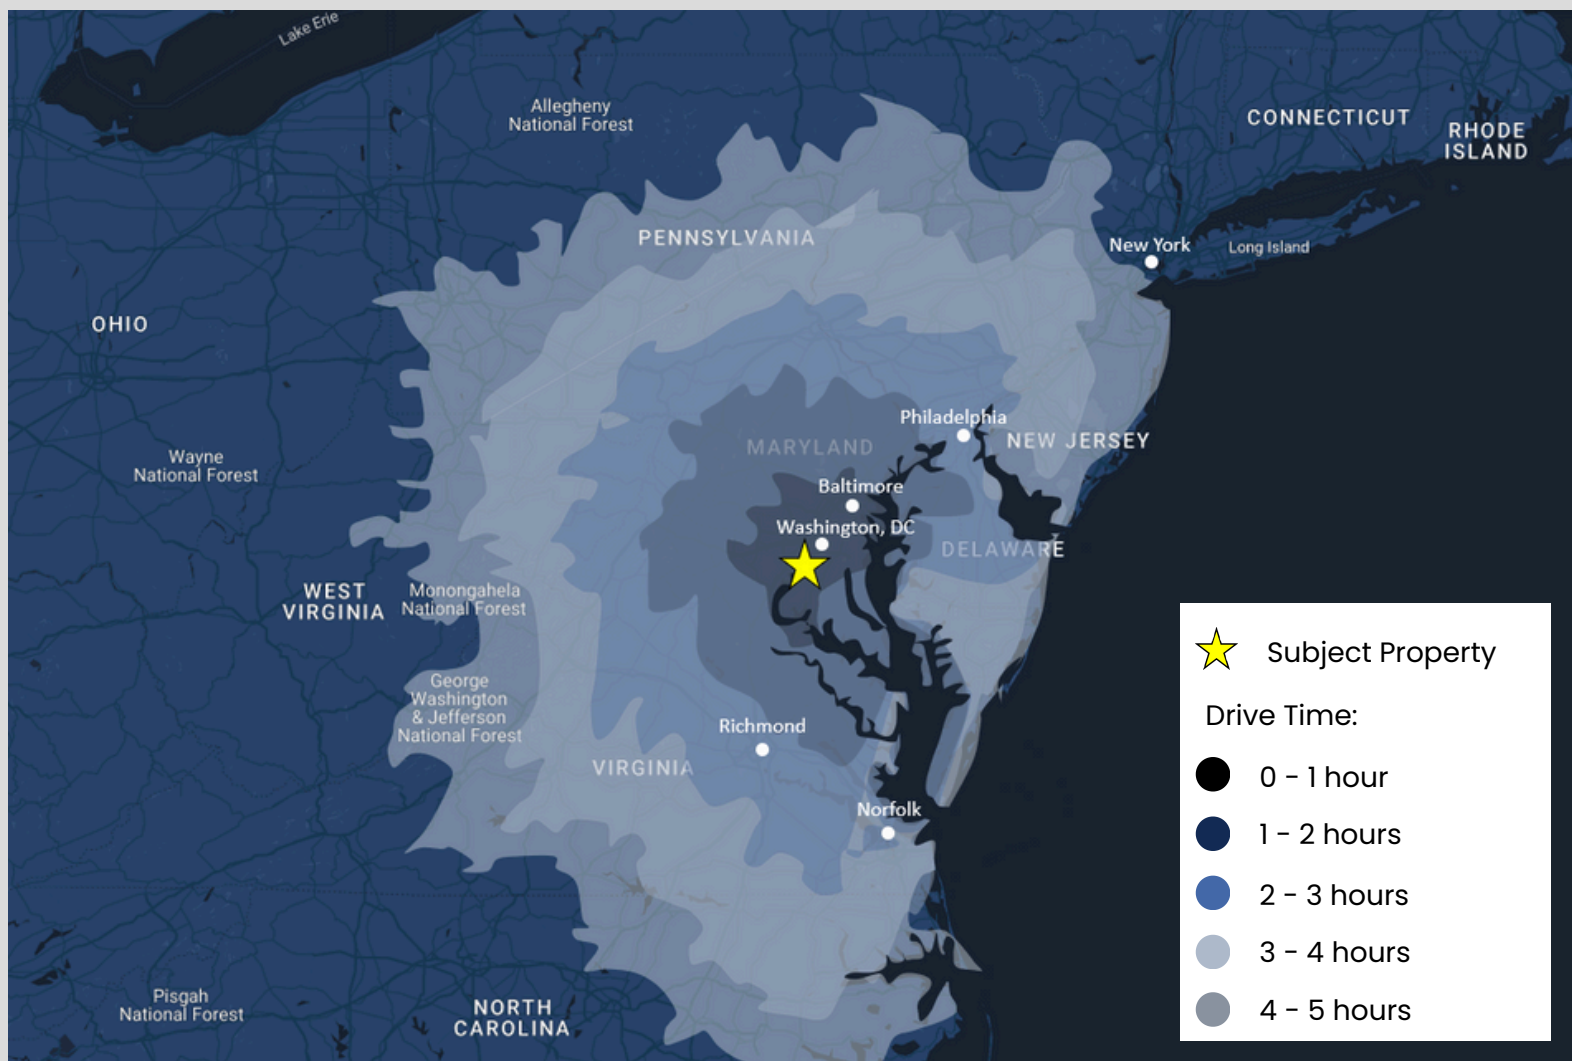 Lake Erie
Allegheny
National Forest
CONNECTICUT
RHODE
ISLAND
PENNSYLVANIA
New York
Long Island
OHIO
Philadelphia
NEW JERSEY
MARYLAND
Wayne
National Forest
Baltimore
Washington, DC
DELAWARE
WEST
VIRGINIA
Monongahela
National Forest
George
Washington
& Jefferson
National Forest
Richmond
VIRGINIA
Norfolk
Pisgah
National Forest
NORTH
CAROLINA
Subject Property
Drive Time:
0 - 1 hour
1 - 2 hours
2 - 3 hours
3 - 4 hours
4 - 5 hours